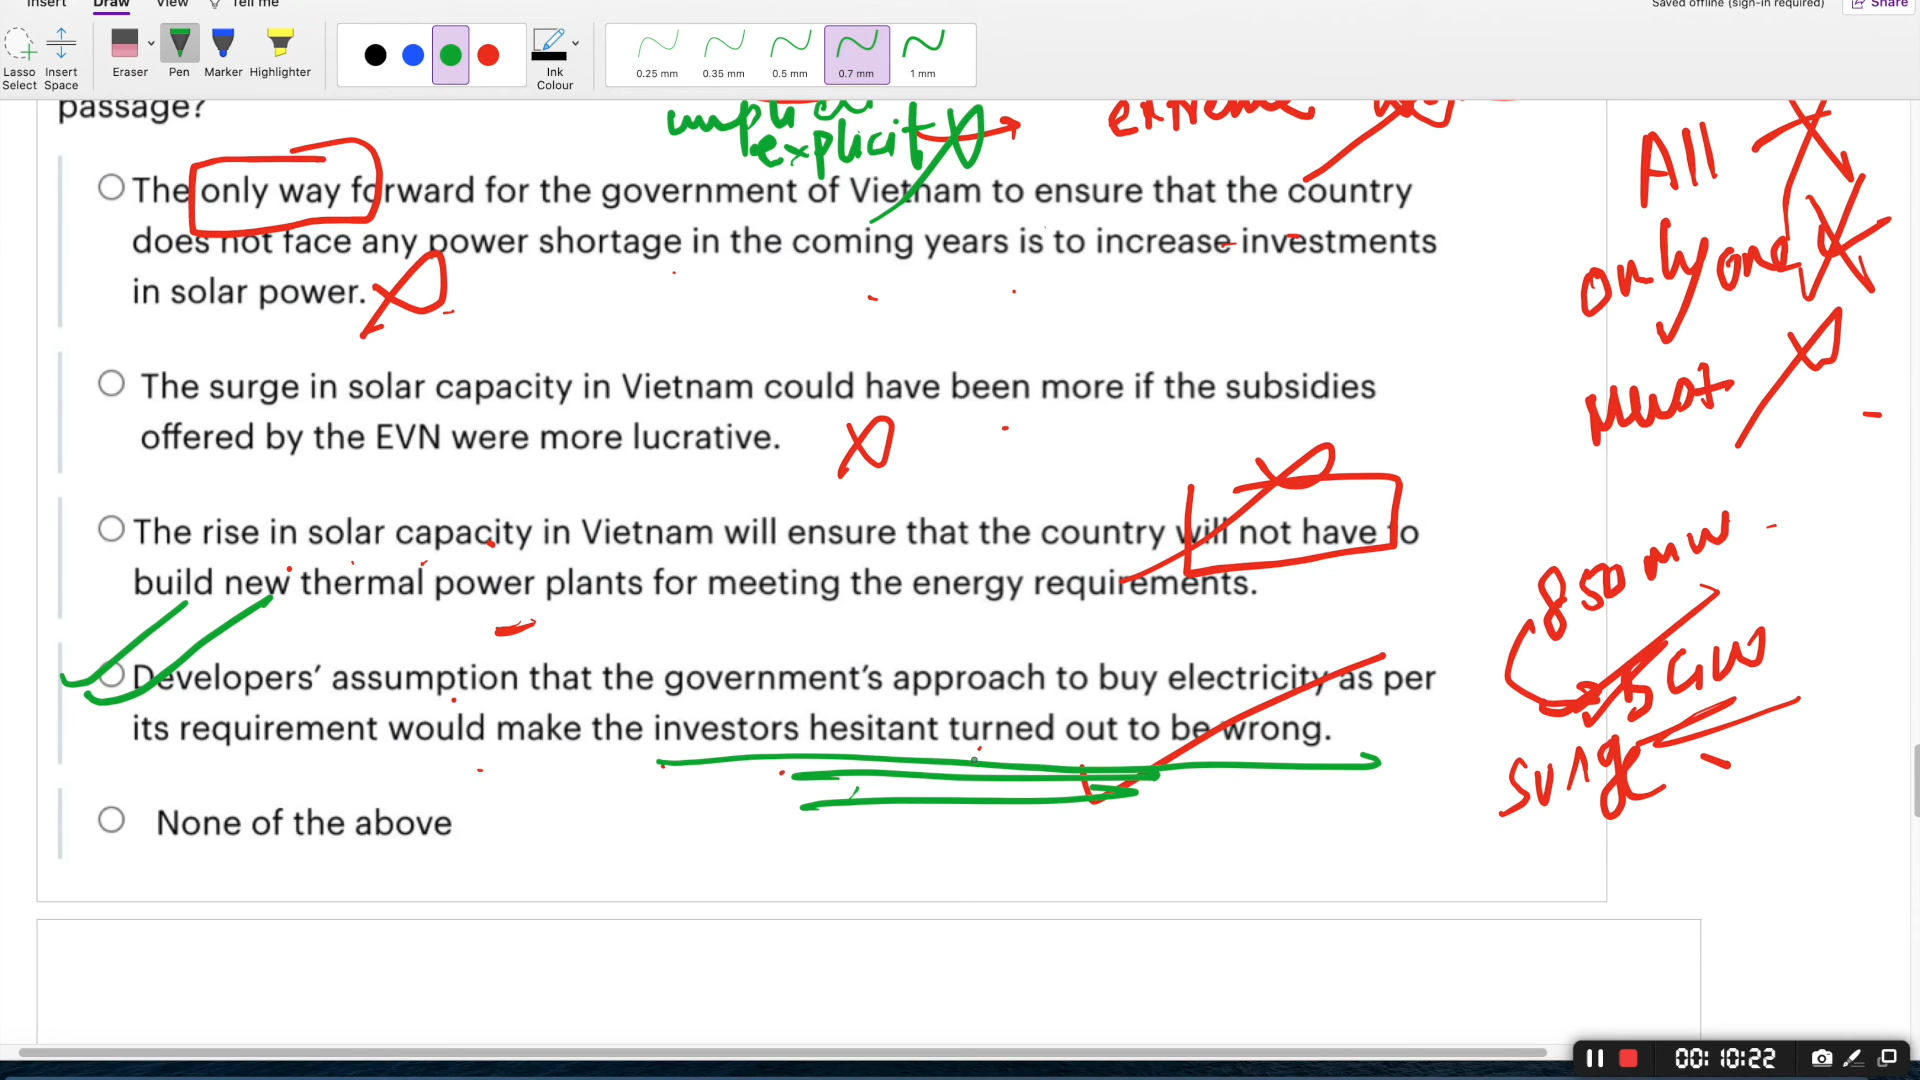 Insert Draw View Tell me Saved offline (sign-in required) Share
Lasso Select Insert Space Eraser Pen Marker Highlighter Ink Colour 0.25 mm 0.35 mm 0.5 mm 0.7 mm 1 mm
passage?
explicit
extreme
All
The only way forward for the government of Vietnam to ensure that the country
does not face any power shortage in the coming years is to increase investments
in solar power.
only one
Must
The surge in solar capacity in Vietnam could have been more if the subsidies
offered by the EVN were more lucrative.
The rise in solar capacity in Vietnam will ensure that the country will not have to
build new thermal power plants for meeting the energy requirements.
850 MW
5 GW
surge
Developers’ assumption that the government’s approach to buy electricity as per
its requirement would make the investors hesitant turned out to be wrong.
None of the above
00:10:22